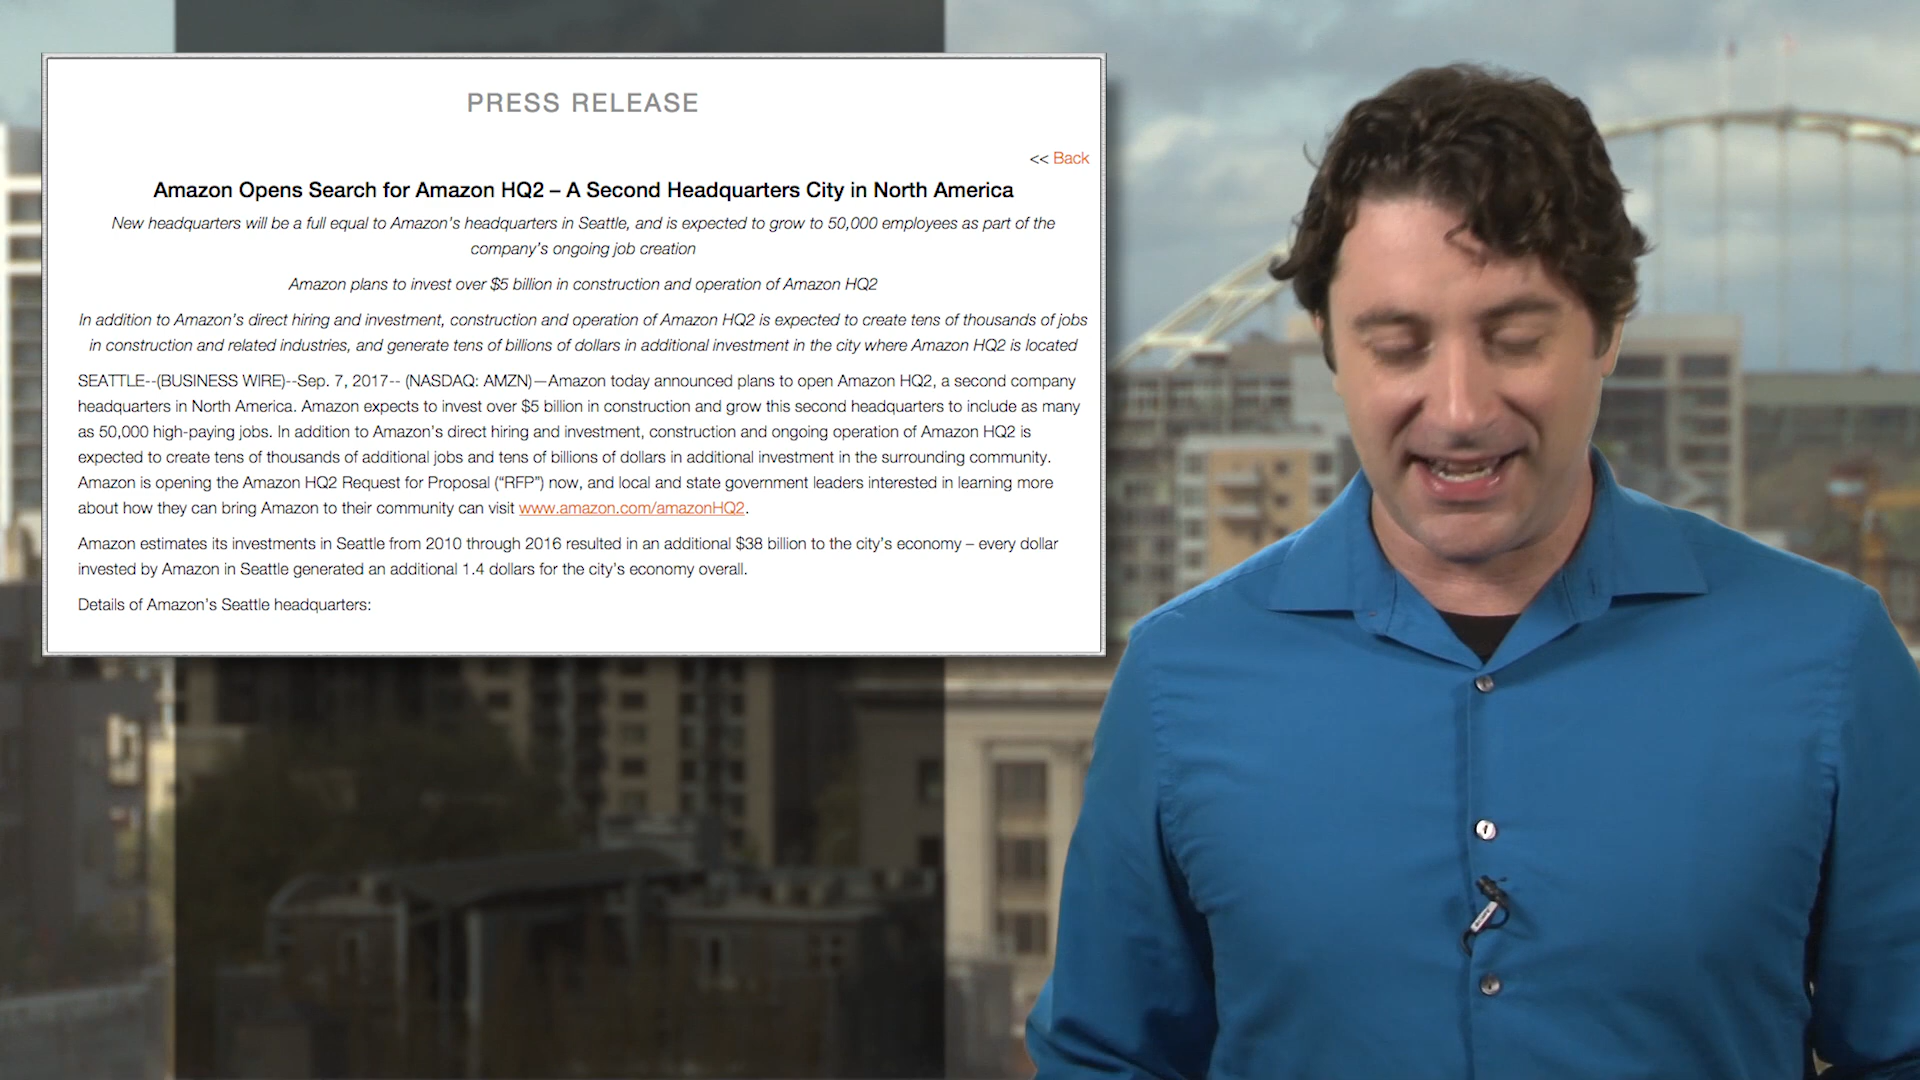 PRESS RELEASE
<< Back
Amazon Opens Search for Amazon HQ2 – A Second Headquarters City in North America
New headquarters will be a full equal to Amazon's headquarters in Seattle, and is expected to grow to 50,000 employees as part of the
company's ongoing job creation
Amazon plans to invest over $5 billion in construction and operation of Amazon HQ2
In addition to Amazon's direct hiring and investment, construction and operation of Amazon HQ2 is expected to create tens of thousands of jobs
in construction and related industries, and generate tens of billions of dollars in additional investment in the city where Amazon HQ2 is located
SEATTLE--(BUSINESS WIRE)--Sep. 7, 2017-- (NASDAQ: AMZN)—Amazon today announced plans to open Amazon HQ2, a second company
headquarters in North America. Amazon expects to invest over $5 billion in construction and grow this second headquarters to include as many
as 50,000 high-paying jobs. In addition to Amazon's direct hiring and investment, construction and ongoing operation of Amazon HQ2 is
expected to create tens of thousands of additional jobs and tens of billions of dollars in additional investment in the surrounding community.
Amazon is opening the Amazon HQ2 Request for Proposal ("RFP") now, and local and state government leaders interested in learning more
about how they can bring Amazon to their community can visit www.amazon.com/amazonHQ2.
Amazon estimates its investments in Seattle from 2010 through 2016 resulted in an additional $38 billion to the city's economy – every dollar
invested by Amazon in Seattle generated an additional 1.4 dollars for the city's economy overall.
Details of Amazon's Seattle headquarters: